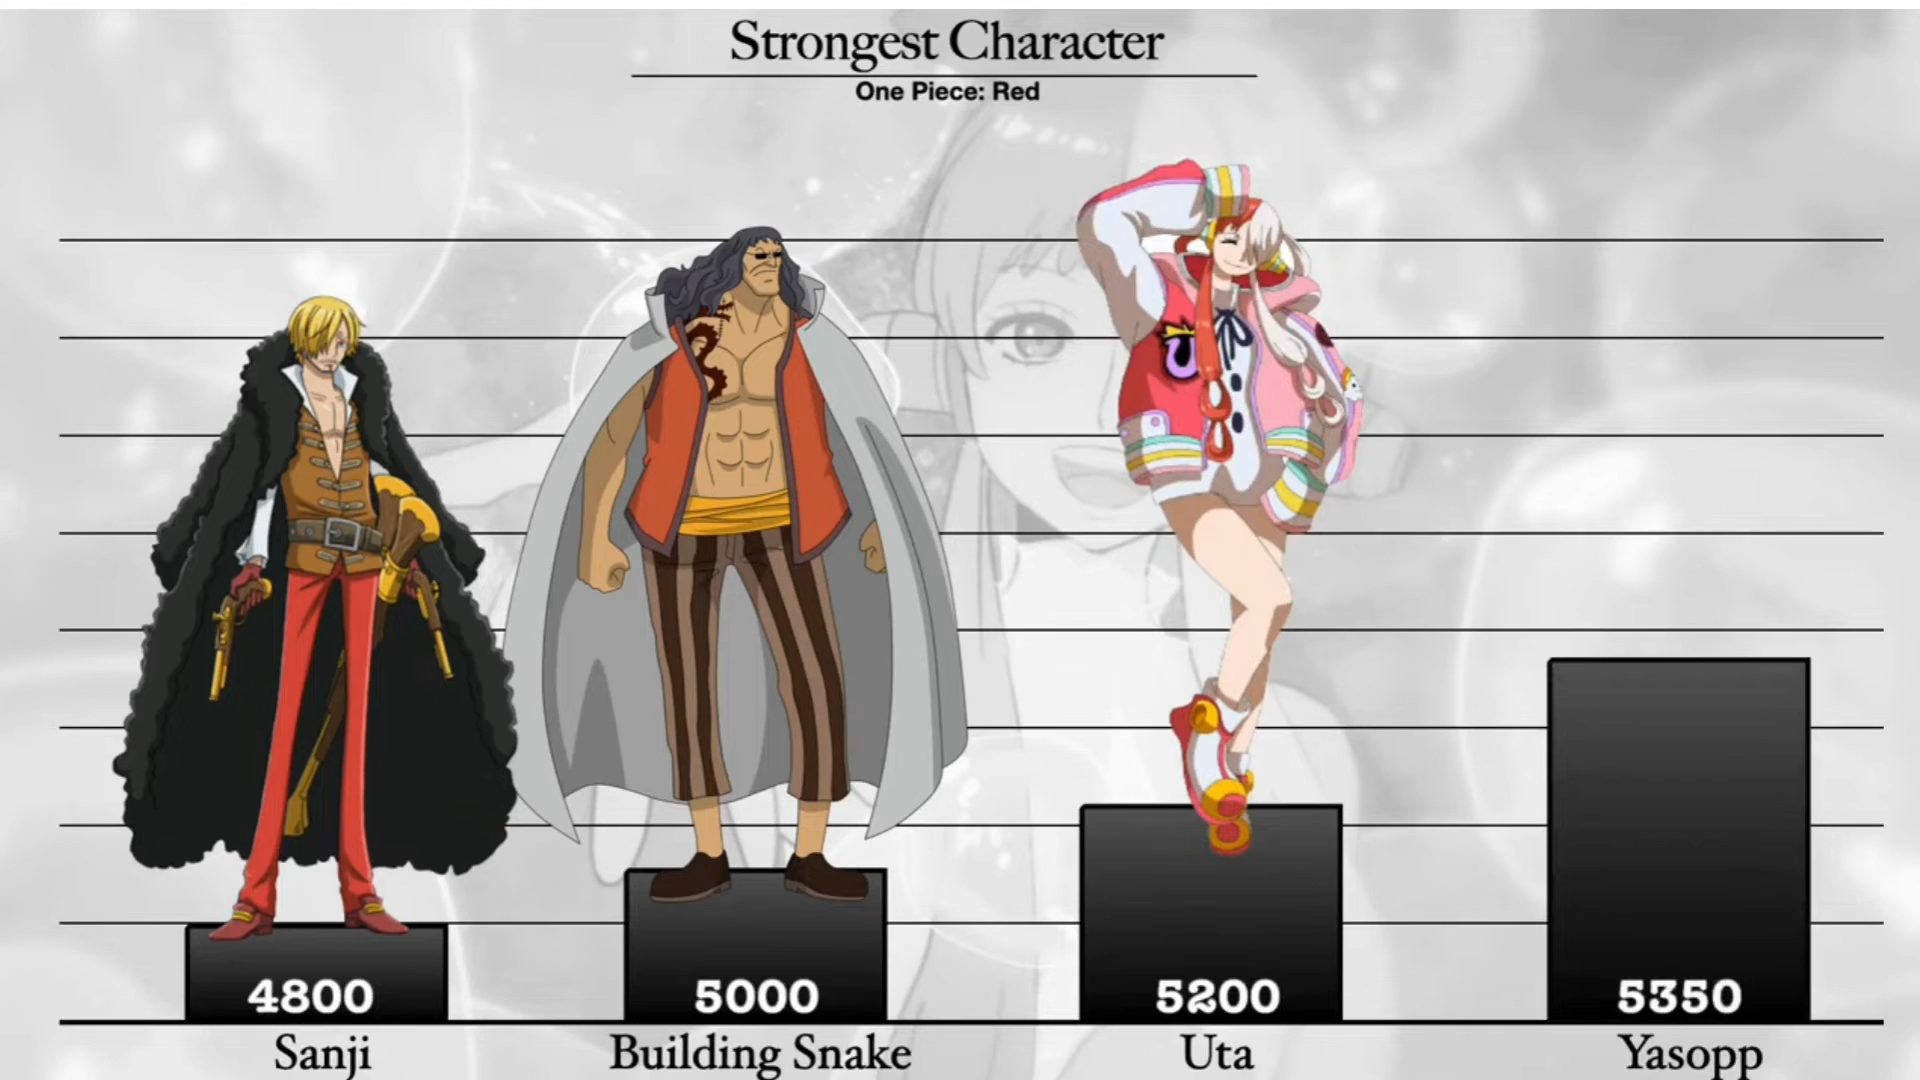 Strongest Character
One Piece: Red
4800
5000
5200
5350
Sanji
Building Snake
Uta
Yasopp